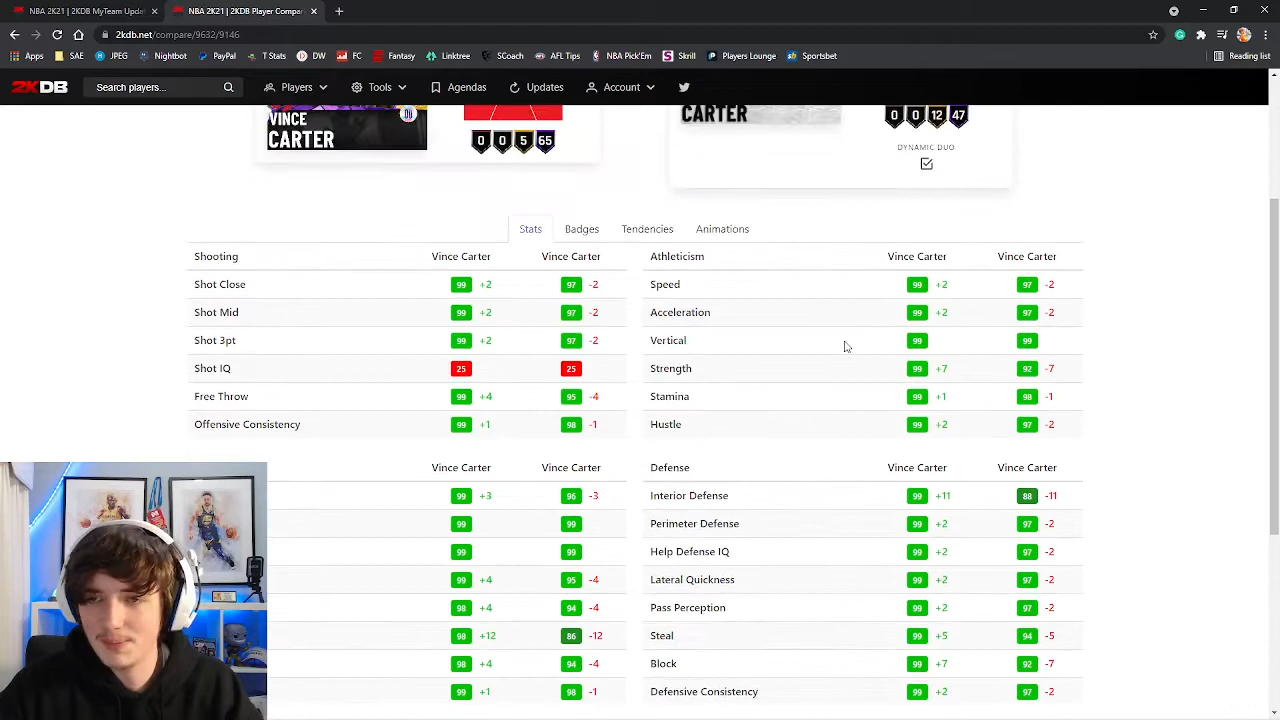 NBA 2K21 | 2KDB MyTeam Updat
NBA 2K21 | 2KDB Player Compar
2kdb.net/compare/9632/9146
Apps SAE JPEG Nightbot T Stats DW FC Fantasy Linktree SCoach AFL Tips NBA Pick'Em Skrill Players Lounge Sportsbet Reading list
2KDB Search players... Players Tools Agendas Updates Account
VINCE
CARTER
0 0 5 65
CARTER
0 0 12 47
DYNAMIC DUO
Stats Badges Tendencies Animations
Shooting Vince Carter Vince Carter
Shot Close 99 +2 97 -2
Shot Mid 99 +2 97 -2
Shot 3pt 99 +2 97 -2
Shot IQ 25 25
Free Throw 99 +4 95 -4
Offensive Consistency 99 +1 98 -1
Athleticism Vince Carter Vince Carter
Speed 99 +2 97 -2
Acceleration 99 +2 97 -2
Vertical 99 99
Strength 99 +7 92 -7
Stamina 99 +1 98 -1
Hustle 99 +2 97 -2
Vince Carter Vince Carter
99 +3 96 -3
99 99
99 99
99 +4 95 -4
98 +4 94 -4
98 +12 86 -12
98 +4 94 -4
99 +1 98 -1
Defense Vince Carter Vince Carter
Interior Defense 99 +11 88 -11
Perimeter Defense 99 +2 97 -2
Help Defense IQ 99 +2 97 -2
Lateral Quickness 99 +2 97 -2
Pass Perception 99 +2 97 -2
Steal 99 +5 94 -5
Block 99 +7 92 -7
Defensive Consistency 99 +2 97 -2